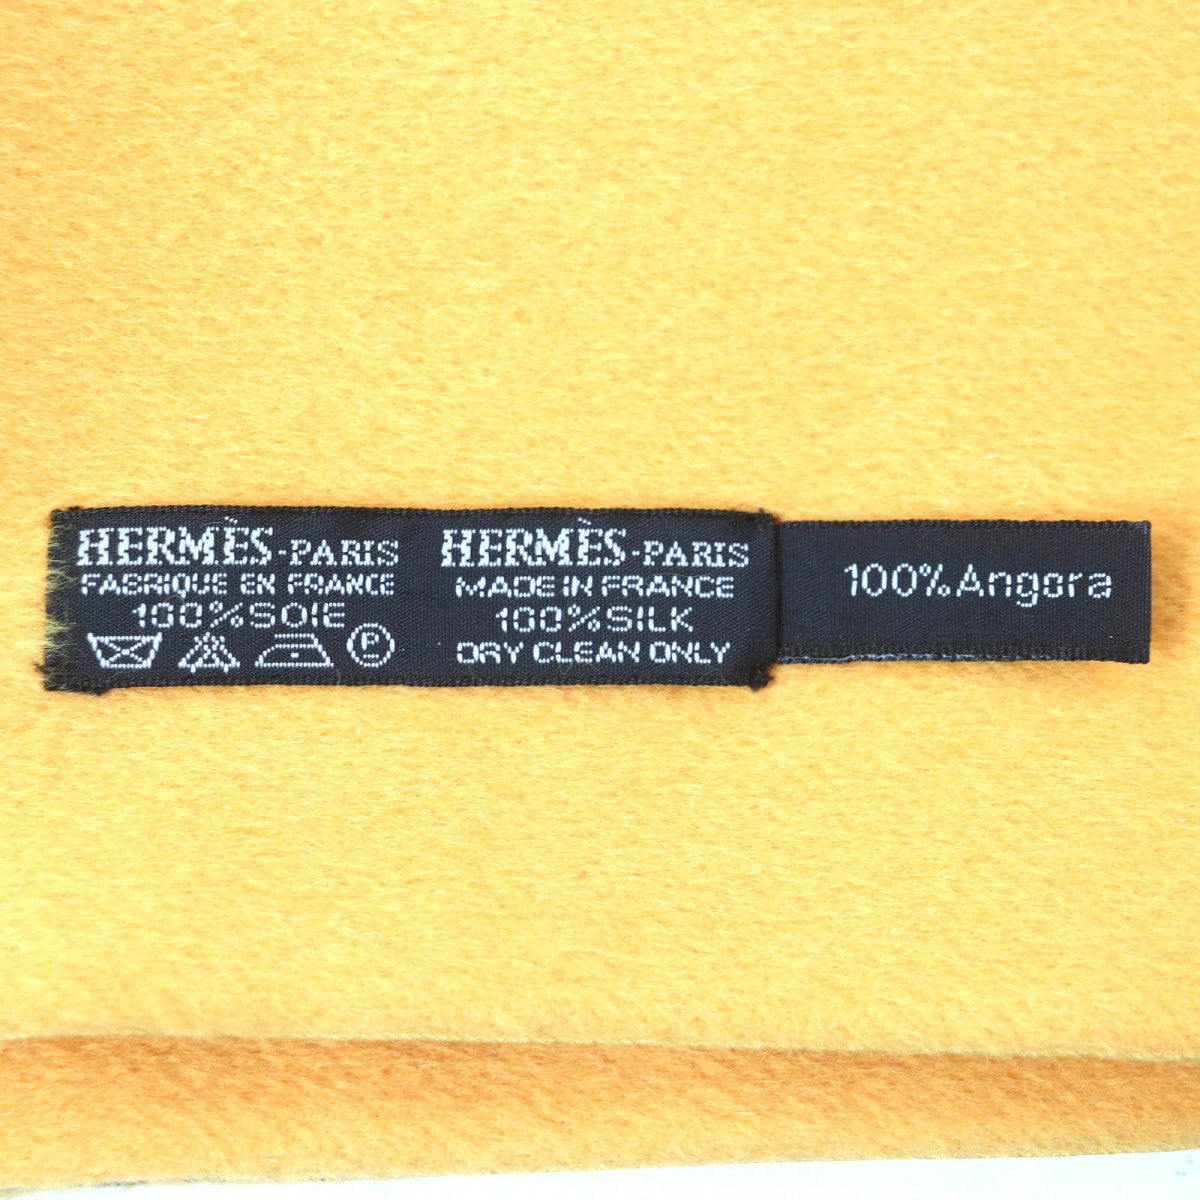 HERMÈS-PARIS
FABRIQUE EN FRANCE
100%SOIE
P
HERMÈS-PARIS
MADE IN FRANCE
100%SILK
DRY CLEAN ONLY
100%Angora